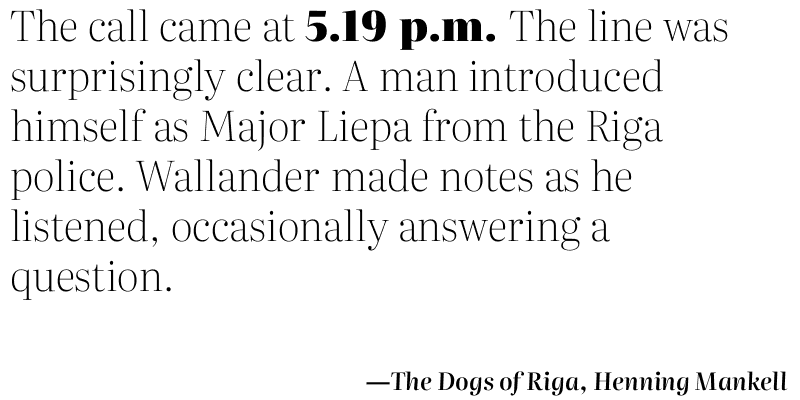 The call came at 5.19 p.m. The line was
surprisingly clear. A man introduced
himself as Major Liepa from the Riga
police. Wallander made notes as he
listened, occasionally answering a
question.
—The Dogs of Riga, Henning Mankell